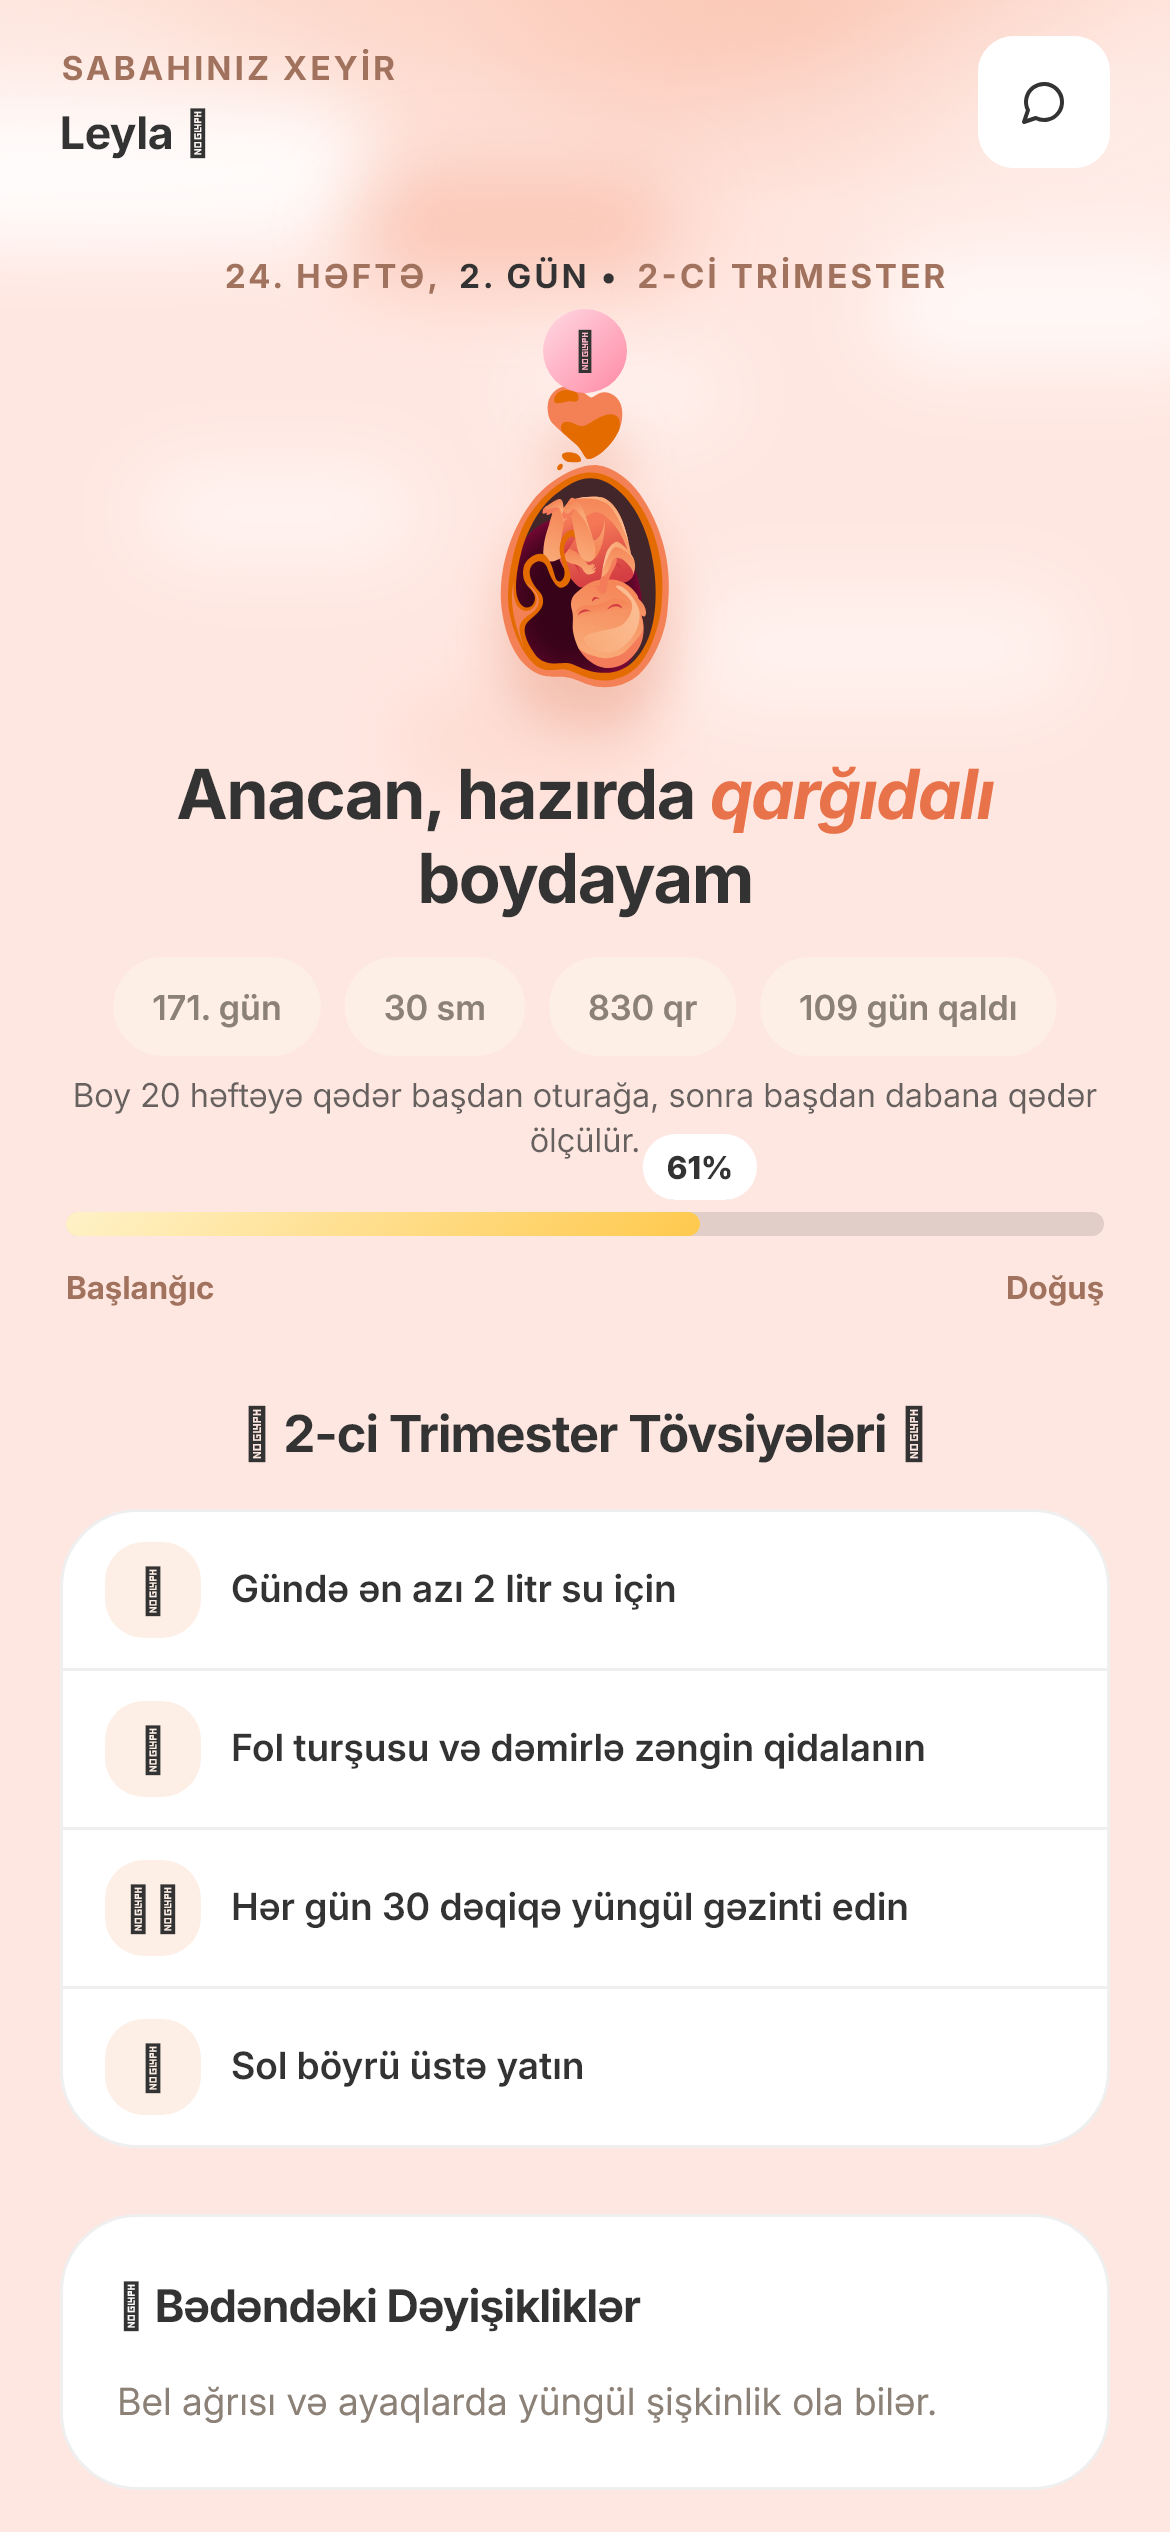 SABAHINIZ XEYİR
Leyla
24. HƏFTƏ, 2. GÜN • 2-Cİ TRİMESTER
Anacan, hazırda qarğıdalı
boydayam
171. gün
30 sm
830 qr
109 gün qaldı
Boy 20 həftəyə qədər başdan oturağa, sonra başdan dabana qədər
ölçülür.
61%
Başlanğıc
Doğuş
2-ci Trimester Tövsiyələri
Gündə ən azı 2 litr su için
Fol turşusu və dəmirlə zəngin qidalanın
Hər gün 30 dəqiqə yüngül gəzinti edin
Sol böyrü üstə yatın
Bədəndəki Dəyişikliklər
Bel ağrısı və ayaqlarda yüngül şişkinlik ola bilər.